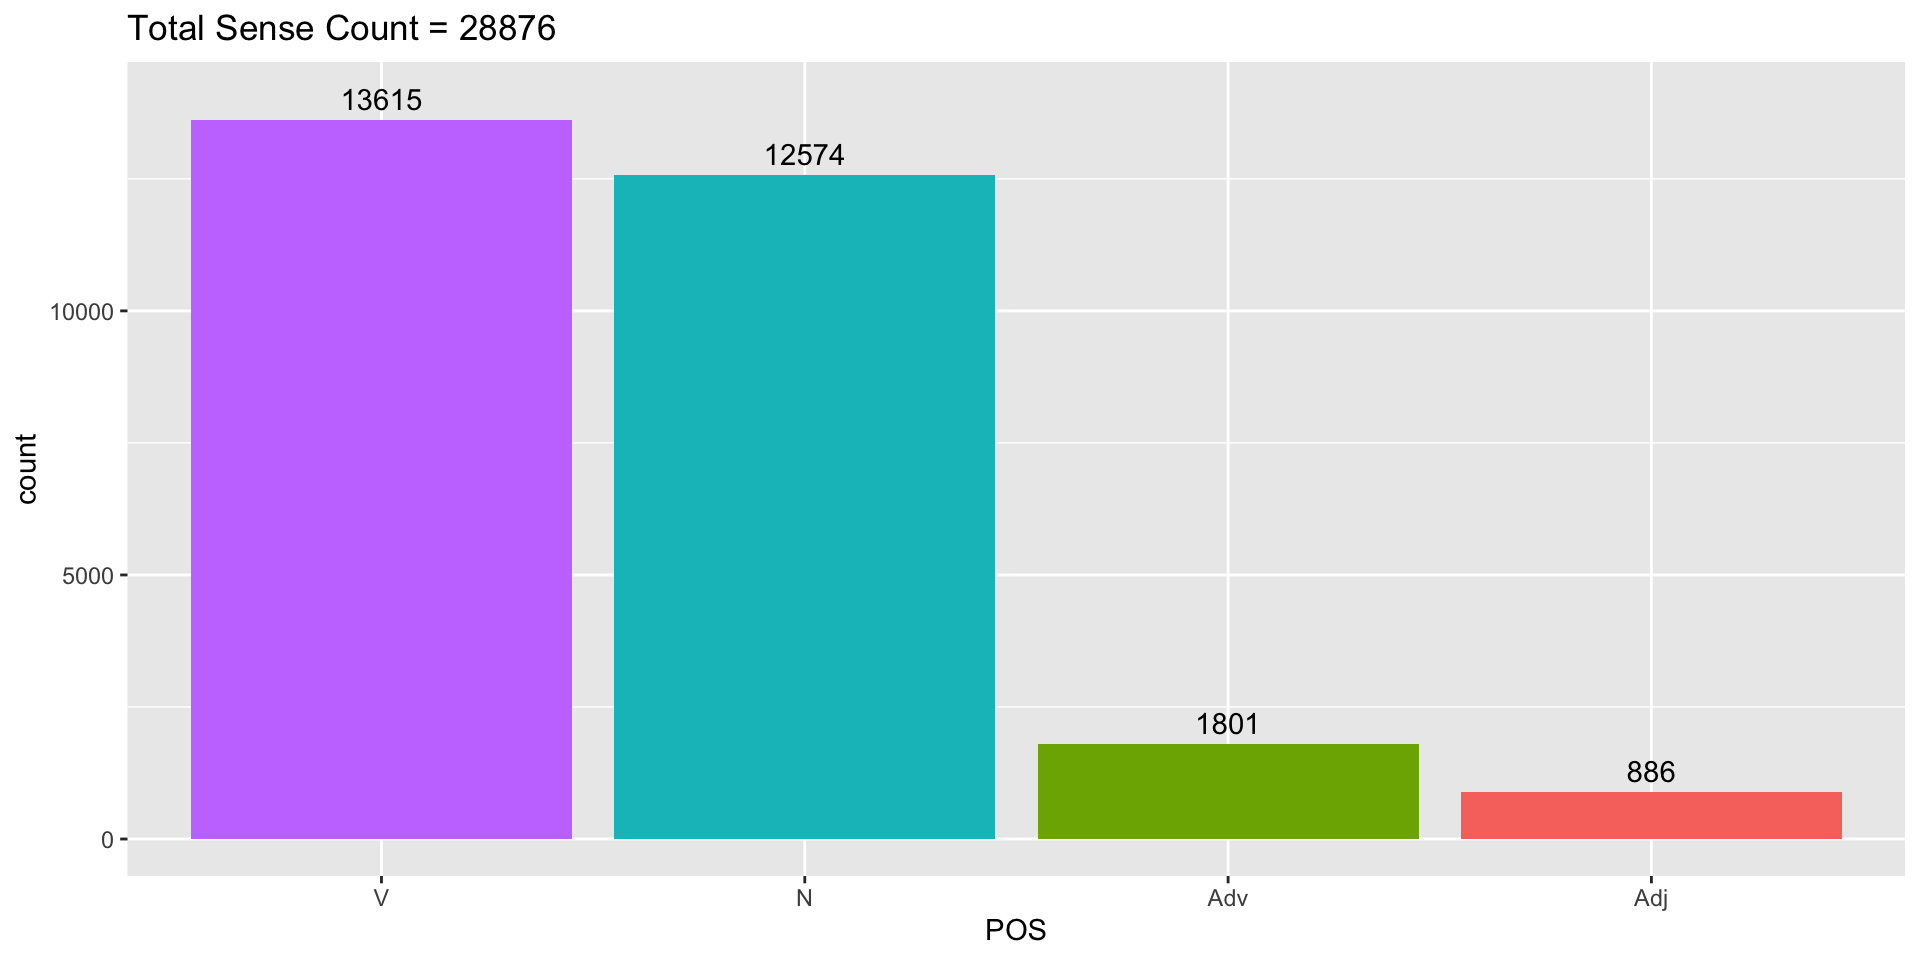 Total Sense Count = 28876
13615
12574
1801
886
10000
5000
0
count
V
N
Adv
Adj
POS